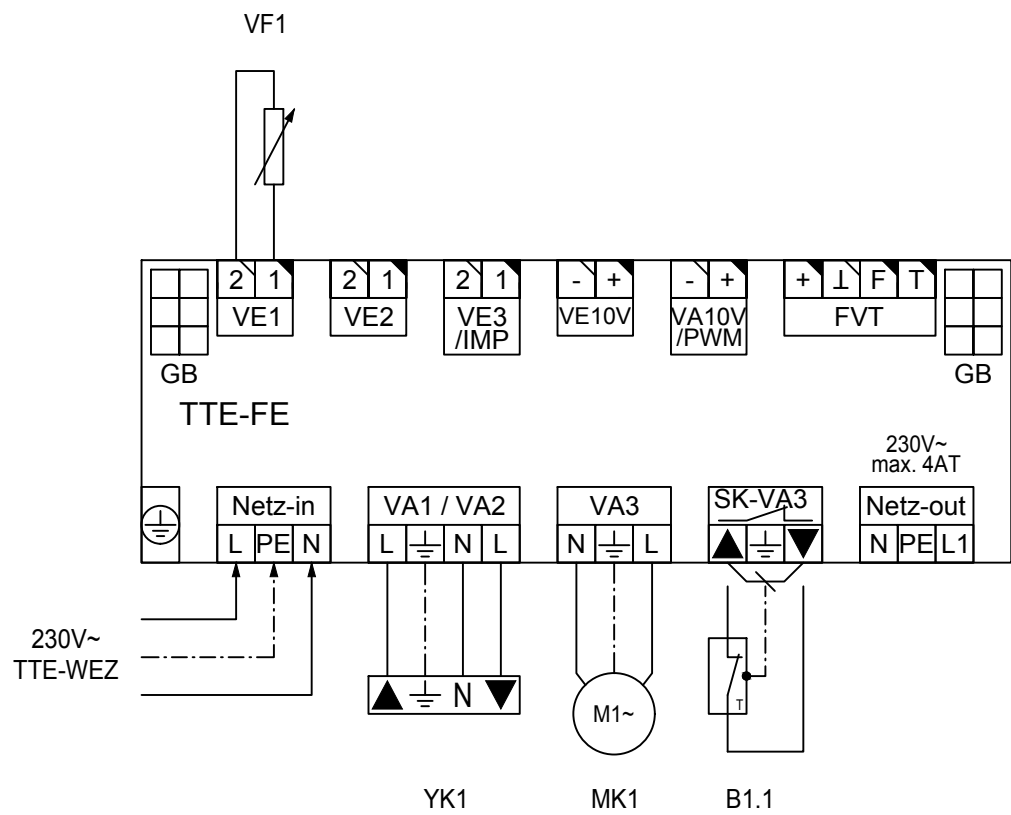 VF1
2 1 2 1 2 1 - + - + + ⊥ F T
VE1 VE2 VE3 VE10V VA10V FVT
/IMP /PWM
GB GB
TTE-FE
230V~
max. 4AT
Netz-in VA1 / VA2 VA3 SK-VA3 Netz-out
L PE N L ⏚ N L N ⏚ L ▲ ⏚ ▼ N PE L1
230V~
TTE-WEZ
▲ ⏚ N ▼
M1~
T
YK1 MK1 B1.1